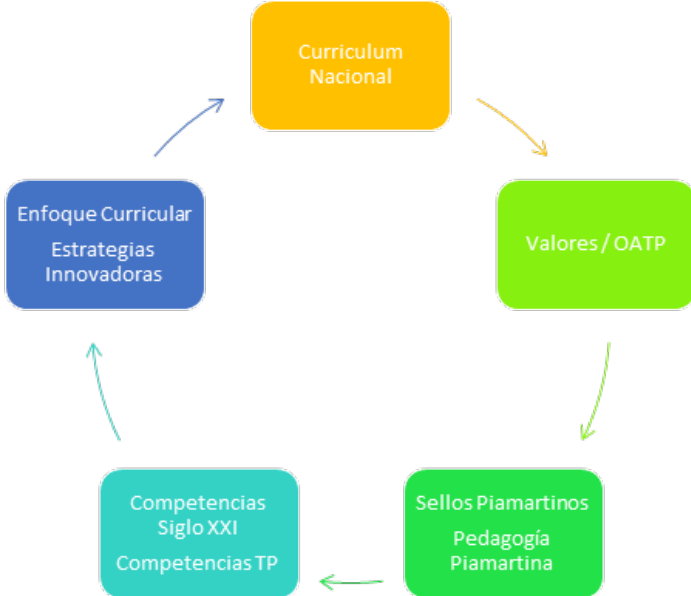 Curriculum
Nacional
Valores / OATP
Sellos Piamartinos
Pedagogía
Piamartina
Competencias
Siglo XXI
Competencias TP
Enfoque Curricular
Estrategias
Innovadoras